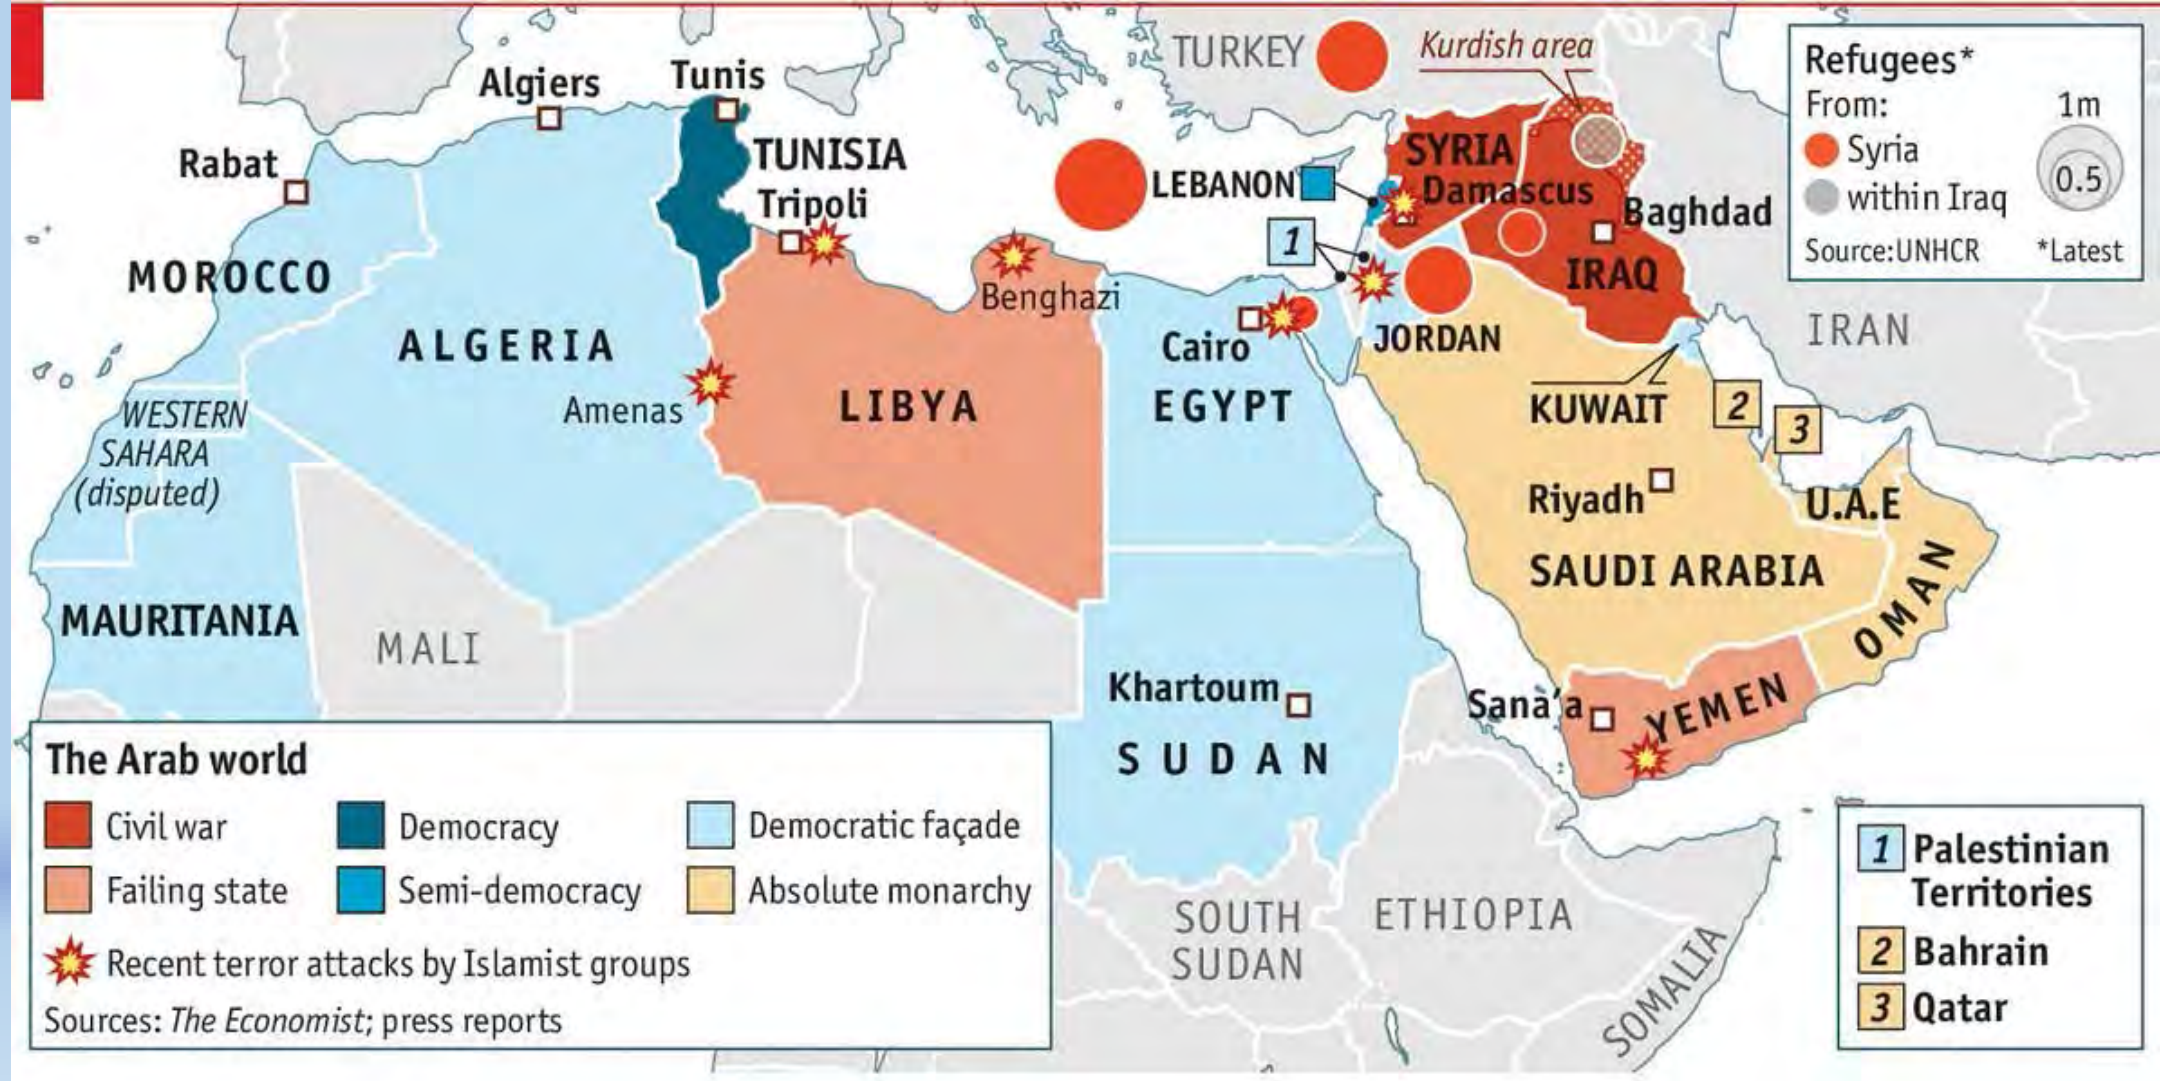 TURKEY
Kurdish area
Refugees*
From:
1m
Syria
0.5
within Iraq
Source:UNHCR
*Latest
Algiers
Tunis
Rabat
TUNISIA
Tripoli
LEBANON
SYRIA
Damascus
Baghdad
1
IRAQ
MOROCCO
Benghazi
ALGERIA
Cairo
JORDAN
IRAN
Amenas
LIBYA
EGYPT
KUWAIT
2
3
WESTERN
SAHARA
(disputed)
Riyadh
U.A.E
SAUDI ARABIA
OMAN
MAURITANIA
MALI
Khartoum
Sanà'a
YEMEN
SUDAN
The Arab world
Civil war
Democracy
Democratic façade
Failing state
Semi-democracy
Absolute monarchy
Recent terror attacks by Islamist groups
Sources: The Economist; press reports
SOUTH
SUDAN
ETHIOPIA
SOMALIA
1 Palestinian
Territories
2 Bahrain
3 Qatar